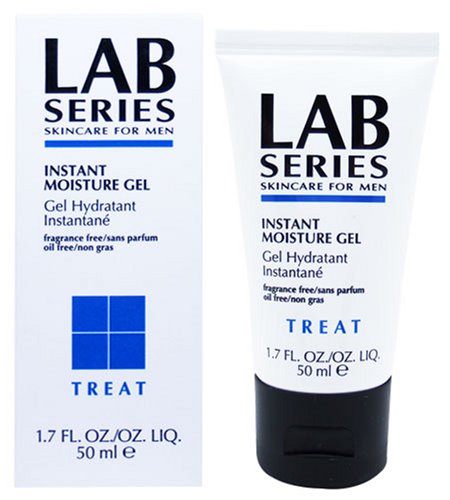 LAB
SERIES
SKINCARE FOR MEN
INSTANT
MOISTURE GEL
Gel Hydratant
Instantané
fragrance free/sans parfum
oil free/non gras
TREAT
1.7 FL. OZ./OZ. LIQ.
50 ml ℮
LAB
SERIES
SKINCARE FOR MEN
INSTANT
MOISTURE GEL
Gel Hydratant
Instantané
fragrance free/sans parfum
oil free/non gras
TREAT
1.7 FL. OZ./OZ. LIQ.
50 ml ℮